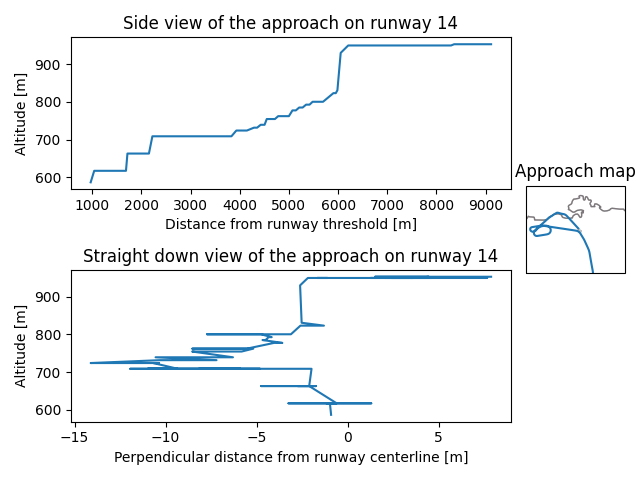 Side view of the approach on runway 14
Altitude [m]
900
800
700
600
1000 2000 3000 4000 5000 6000 7000 8000 9000
Distance from runway threshold [m]
Approach map
Straight down view of the approach on runway 14
Altitude [m]
900
800
700
600
−15 −10 −5 0 5
Perpendicular distance from runway centerline [m]